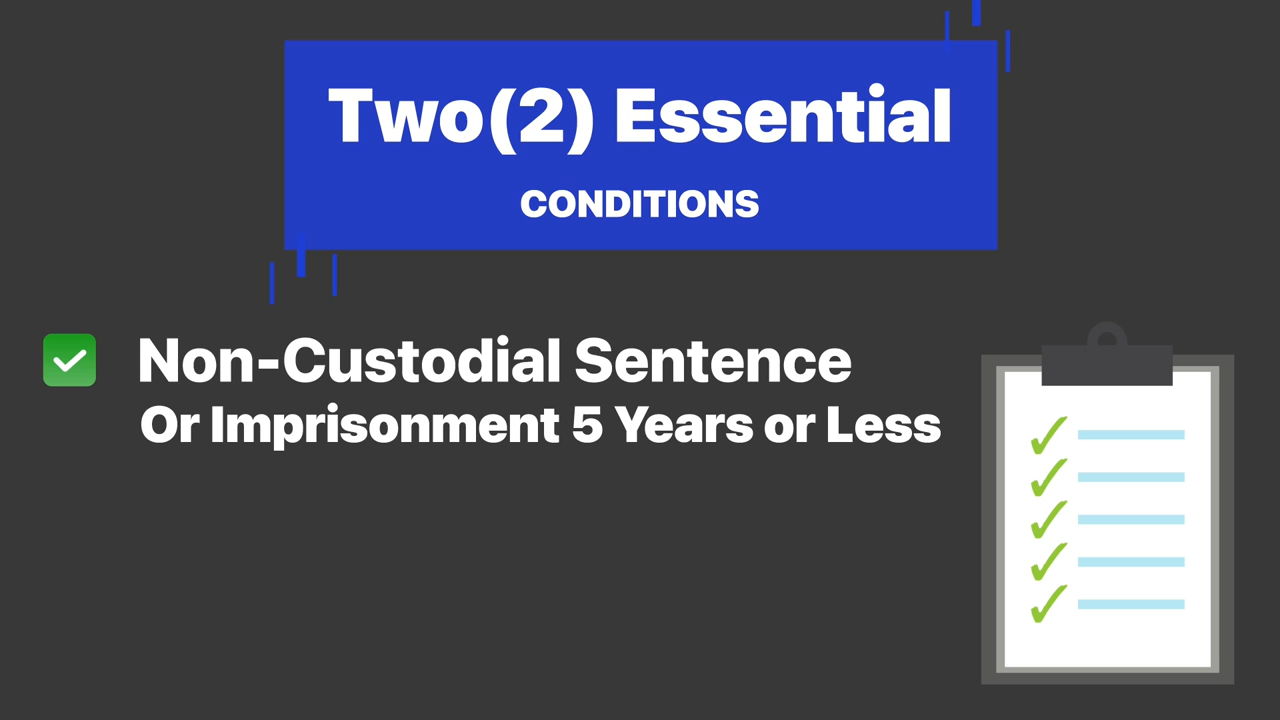 Two(2) Essential
CONDITIONS
Non-Custodial Sentence
Or Imprisonment 5 Years or Less